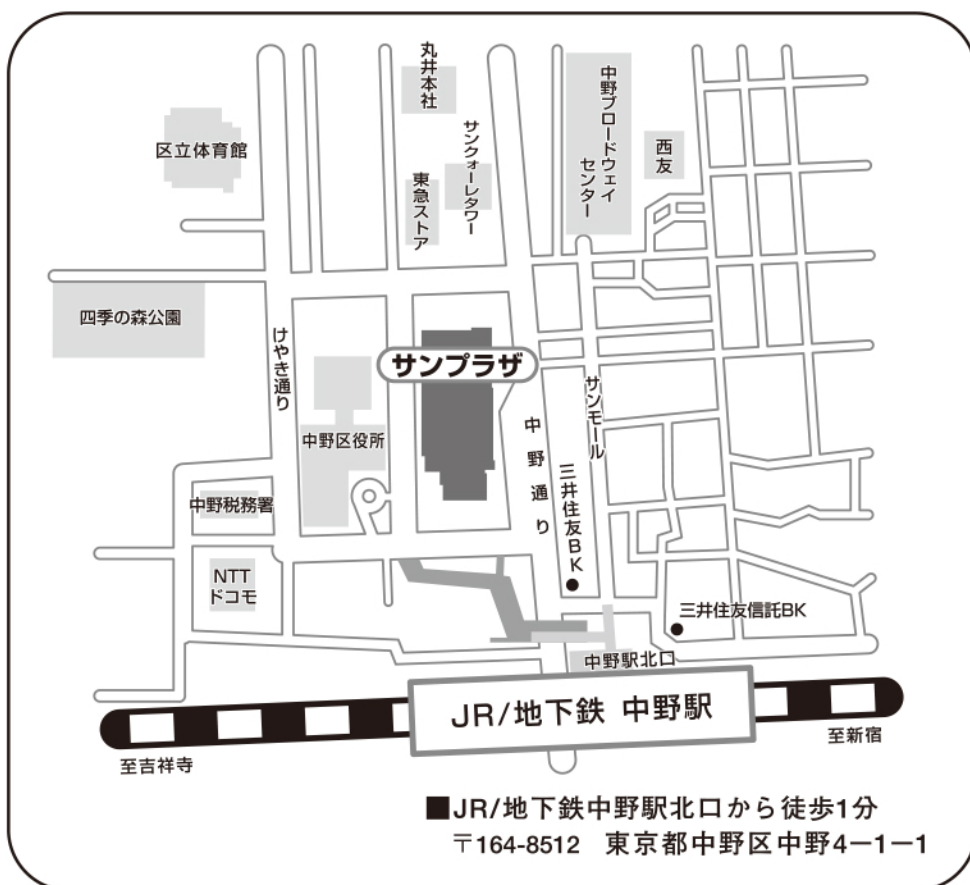 丸井本社
中野ブロードウェイ
センター
サンクォーレタワー
西友
区立体育館
東急ストア
四季の森公園
けやき通り
サンプラザ
サンモール
中野通り
中野区役所
三井住友BK
中野税務署
NTT
ドコモ
三井住友信託BK
中野駅北口
JR/地下鉄 中野駅
至新宿
至吉祥寺
■JR/地下鉄中野駅北口から徒歩1分
〒164-8512 東京都中野区中野4ー1ー1